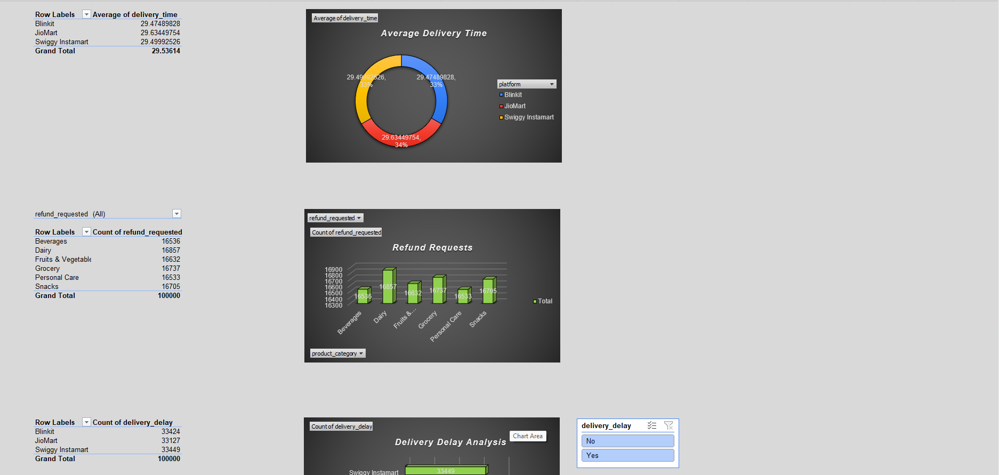 Row Labels Average of delivery_time
Blinkit 29.47489828
JioMart 29.63449754
Swiggy Instamart 29.49992526
Grand Total 29.53614
Average of delivery_time
Average Delivery Time
29.49992526, 29.47489828,
33% 33%
29.63449754,
34%
platform
Blinkit
JioMart
Swiggy Instamart
refund_requested (All)
Row Labels Count of refund_requested
Beverages 16536
Dairy 16857
Fruits & Vegetable 16632
Grocery 16737
Personal Care 16533
Snacks 16705
Grand Total 100000
refund_requested
Count of refund_requested
Refund Requests
16900
16800
16700
16600
16500
16400
16300
16536 16857 16632 16737 16533 16705
Beverages Dairy Fruits &... Grocery Personal Care Snacks
Total
product_category
Row Labels Count of delivery_delay
Blinkit 33424
JioMart 33127
Swiggy Instamart 33449
Grand Total 100000
Count of delivery_delay
Chart Area
Delivery Delay Analysis
Swiggy Instamart 33449
delivery_delay
No
Yes